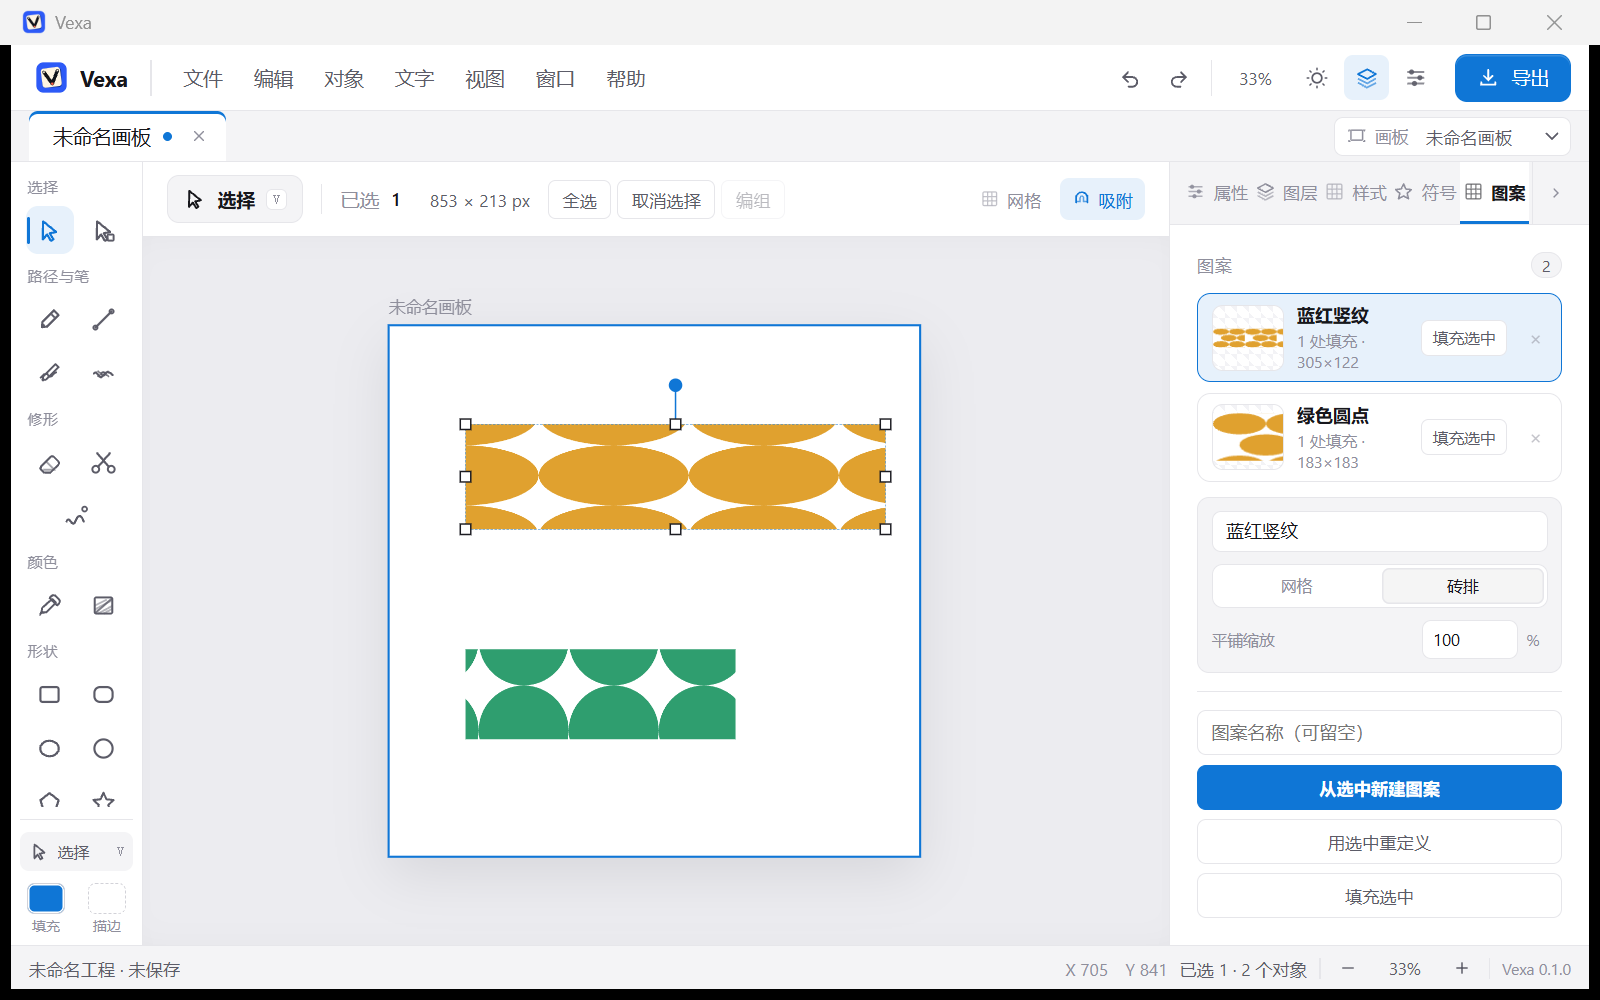 Vexa
Vexa 文件 编辑 对象 文字 视图 窗口 帮助 33% 导出
未命名画板 画板 未命名画板
选择 V 已选 1 853 × 213 px 全选 取消选择 编组 网格 吸附
属性 图层 样式 符号 图案
选择
路径与笔
修形
颜色
形状
选择 V
填充 描边
未命名画板
图案 2
蓝红竖纹
1 处填充 ·
305×122
填充选中
绿色圆点
1 处填充 ·
183×183
填充选中
蓝红竖纹
网格 砖排
平铺缩放 100 %
图案名称（可留空）
从选中新建图案
用选中重定义
填充选中
未命名工程 · 未保存 X 705 Y 841 已选 1 · 2 个对象 33% Vexa 0.1.0